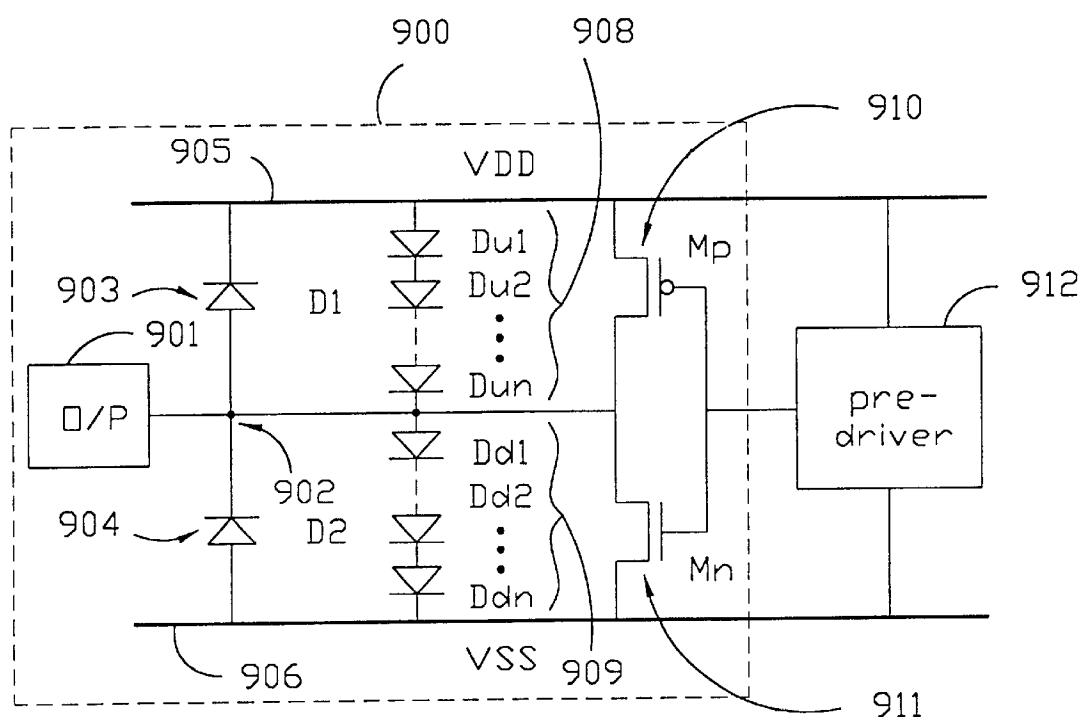 900
908
910
905
VDD
Du1
Mp
903
D1
Du2
912
901
Dun
O/P
pre-
driver
Dd1
902
Dd2
904
D2
Ddn
Mn
VSS
906
909
911